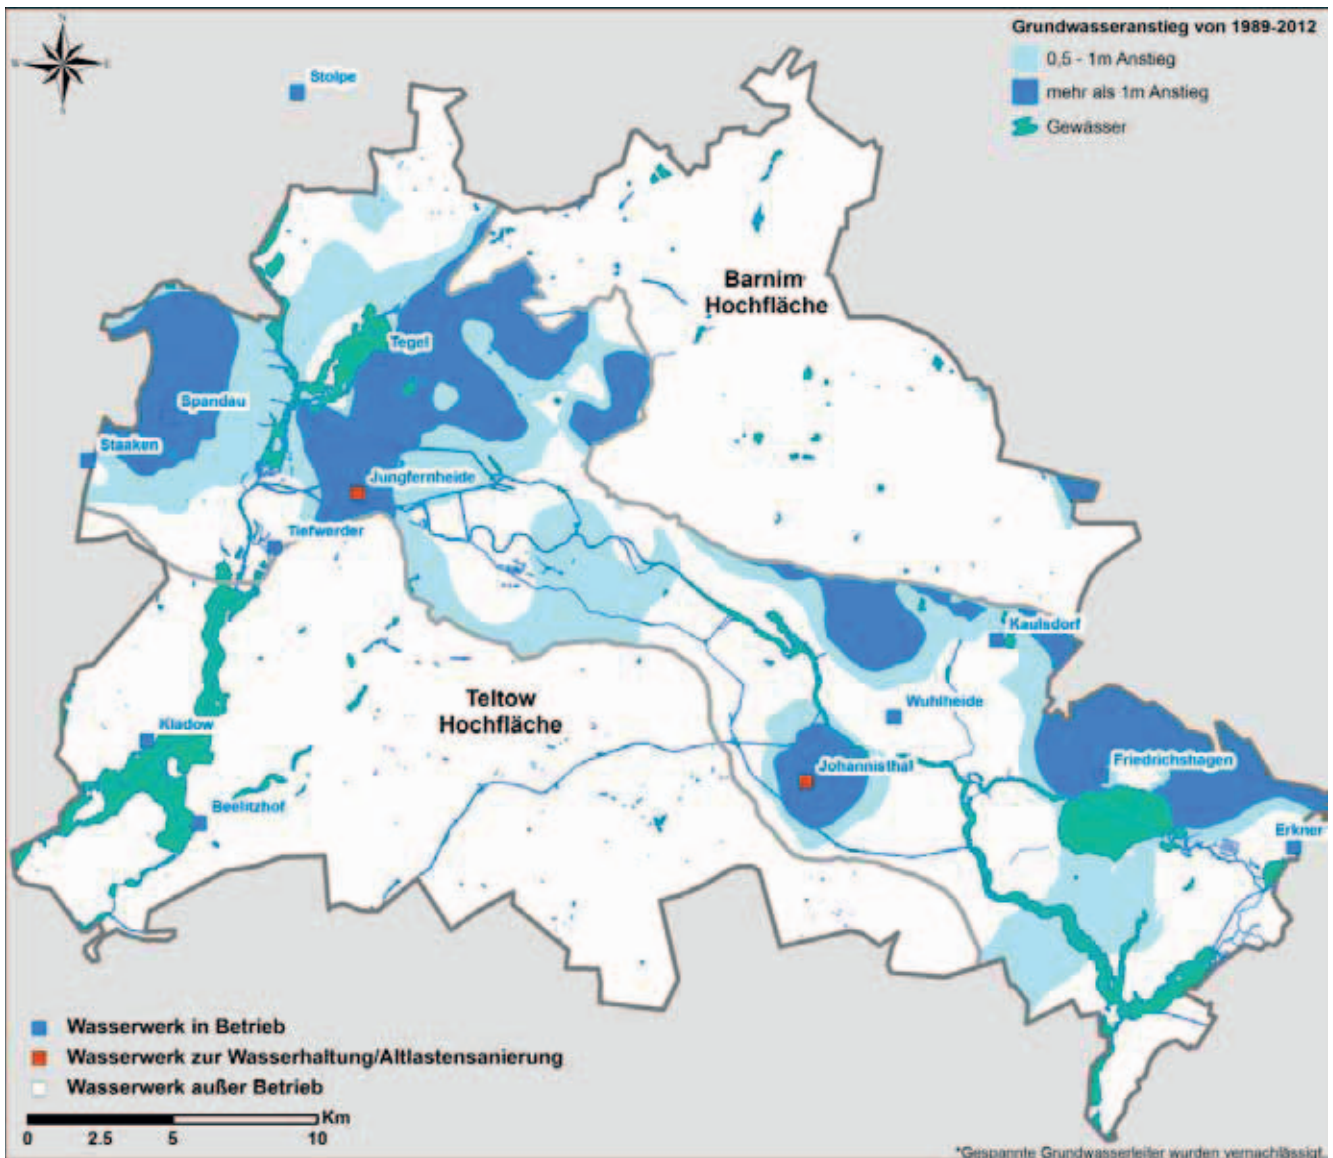 Grundwasseranstieg von 1989-2012
0,5 - 1m Anstieg
mehr als 1m Anstieg
Gewässer
N
Stolpe
Barnim
Hochfläche
Tegel
Spandau
Staaken
Jungfernheide
Tiefwerder
Kaulsdorf
Teltow
Hochfläche
Wuhlheide
Kladow
Johannisthal
Friedrichshagen
Beelitzhof
Erkner
Wasserwerk in Betrieb
Wasserwerk zur Wasserhaltung/Altlastensanierung
Wasserwerk außer Betrieb
Km
0 2.5 5 10
*Gespannte Grundwasserleiter wurden vernachlässigt.